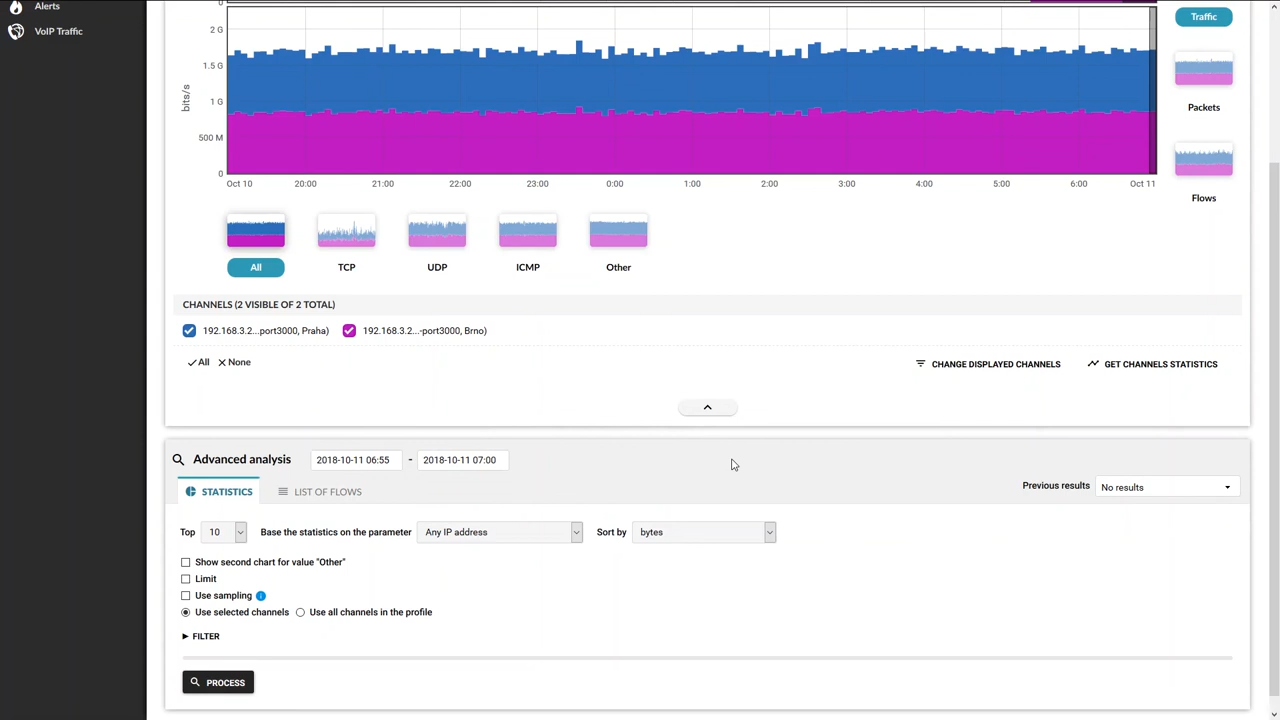 Alerts
VoIP Traffic
0
2 G
1.5 G
1 G
500 M
0
bits/s
Oct 10 20:00 21:00 22:00 23:00 0:00 1:00 2:00 3:00 4:00 5:00 6:00 Oct 11
Traffic
Packets
Flows
All TCP UDP ICMP Other
CHANNELS (2 VISIBLE OF 2 TOTAL)
192.168.3.2...port3000, Praha) 192.168.3.2...-port3000, Brno)
All None
CHANGE DISPLAYED CHANNELS GET CHANNELS STATISTICS
Advanced analysis 2018-10-11 06:55 - 2018-10-11 07:00
STATISTICS LIST OF FLOWS
Previous results No results
Top 10 Base the statistics on the parameter Any IP address Sort by bytes
Show second chart for value "Other"
Limit
Use sampling i
Use selected channels Use all channels in the profile
FILTER
PROCESS